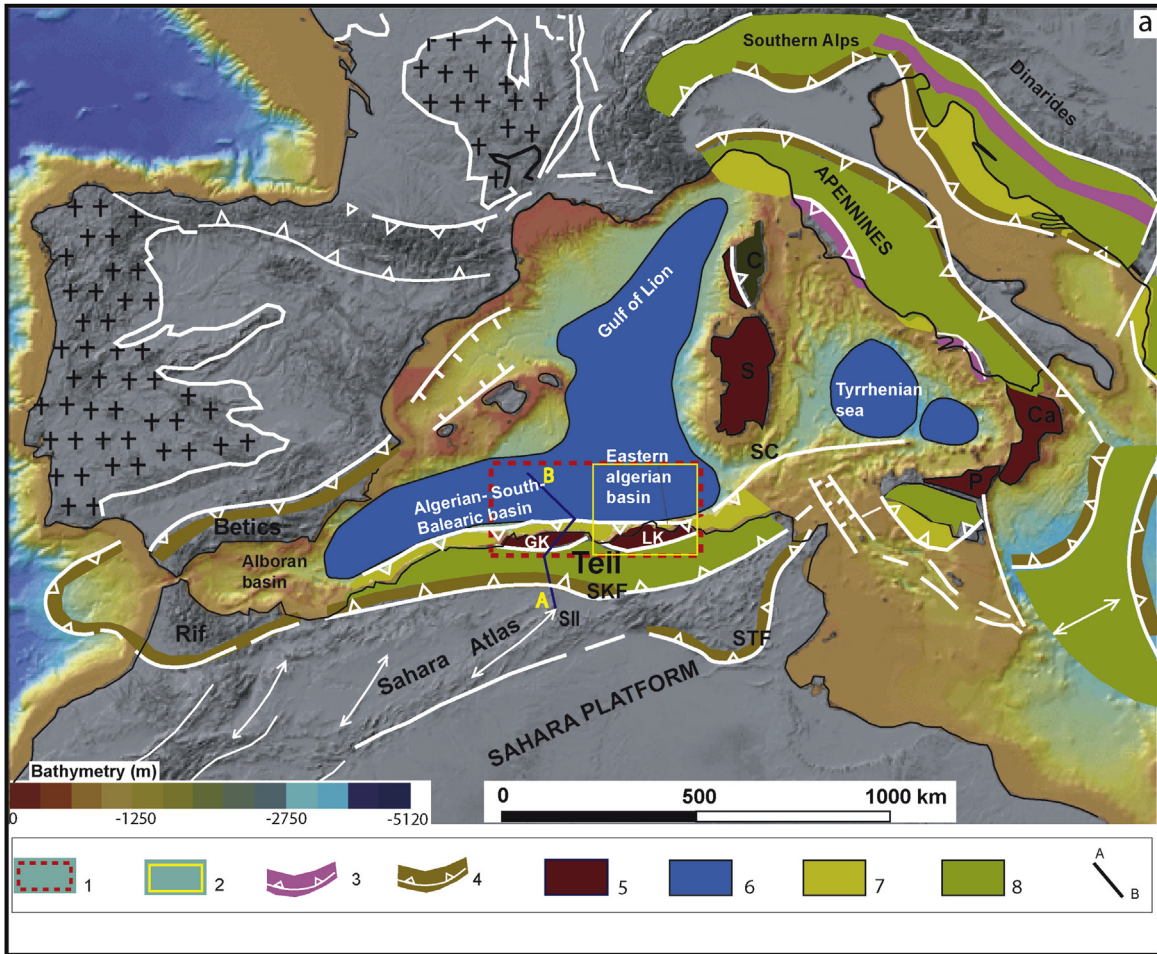 a
Southern Alps
Dinarides
APENNINES
C
Gulf of Lion
S
Tyrrhenian
sea
Ca
SC
P
Eastern
algerian
basin
B
Algerian- South-
Balearic basin
Betics
GK
LK
Alboran
basin
Tell
SKF
A
SII
Rif
STF
Sahara Atlas
SAHARA PLATFORM
Bathymetry (m)
0 -1250 -2750 -5120
0 500 1000 km
1
2
3
4
5
6
7
8
A
B